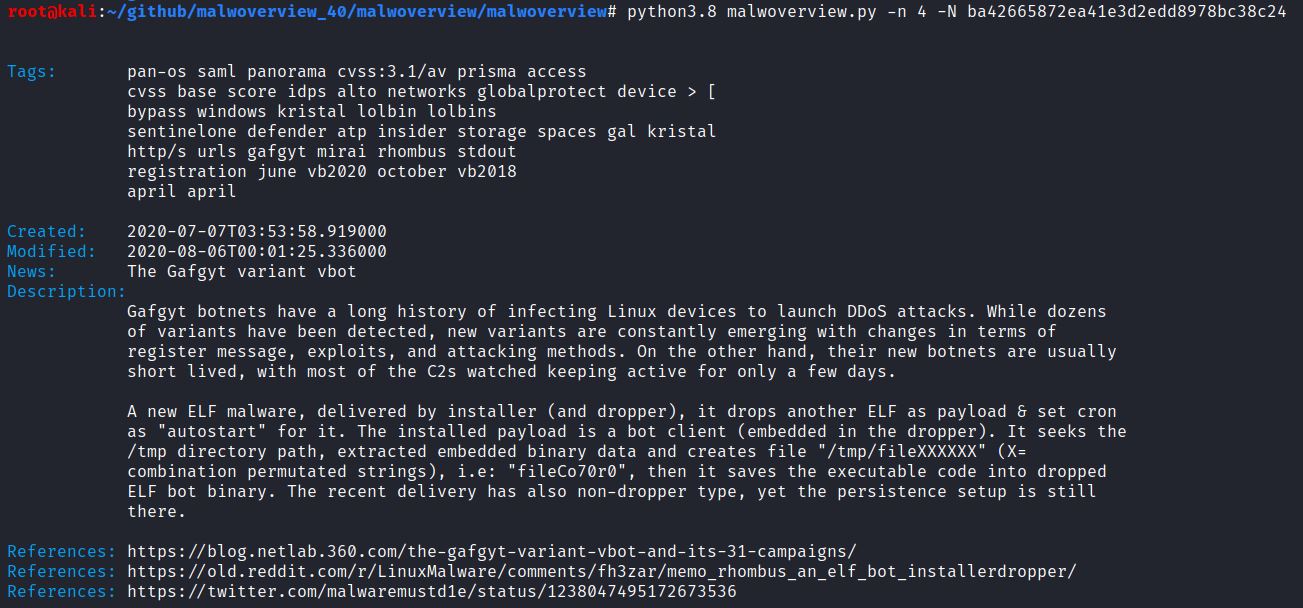 root@kali:~/github/malwoverview_40/malwoverview/malwoverview# python3.8 malwoverview.py -n 4 -N ba42665872ea41e3d2edd8978bc38c24
Tags: pan-os saml panorama cvss:3.1/av prisma access
cvss base score idps alto networks globalprotect device > [
bypass windows kristal lolbin lolbins
sentinelone defender atp insider storage spaces gal kristal
http/s urls gafgyt mirai rhombus stdout
registration june vb2020 october vb2018
april april
Created: 2020-07-07T03:53:58.919000
Modified: 2020-08-06T00:01:25.336000
News: The Gafgyt variant vbot
Description:
Gafgyt botnets have a long history of infecting Linux devices to launch DDoS attacks. While dozens
of variants have been detected, new variants are constantly emerging with changes in terms of
register message, exploits, and attacking methods. On the other hand, their new botnets are usually
short lived, with most of the C2s watched keeping active for only a few days.
A new ELF malware, delivered by installer (and dropper), it drops another ELF as payload & set cron
as "autostart" for it. The installed payload is a bot client (embedded in the dropper). It seeks the
/tmp directory path, extracted embedded binary data and creates file "/tmp/fileXXXXXX" (X=
combination permutated strings), i.e: "fileCo70r0", then it saves the executable code into dropped
ELF bot binary. The recent delivery has also non-dropper type, yet the persistence setup is still
there.
References: https://blog.netlab.360.com/the-gafgyt-variant-vbot-and-its-31-campaigns/
References: https://old.reddit.com/r/LinuxMalware/comments/fh3zar/memo_rhombus_an_elf_bot_installerdropper/
References: https://twitter.com/malwaremustd1e/status/1238047495172673536